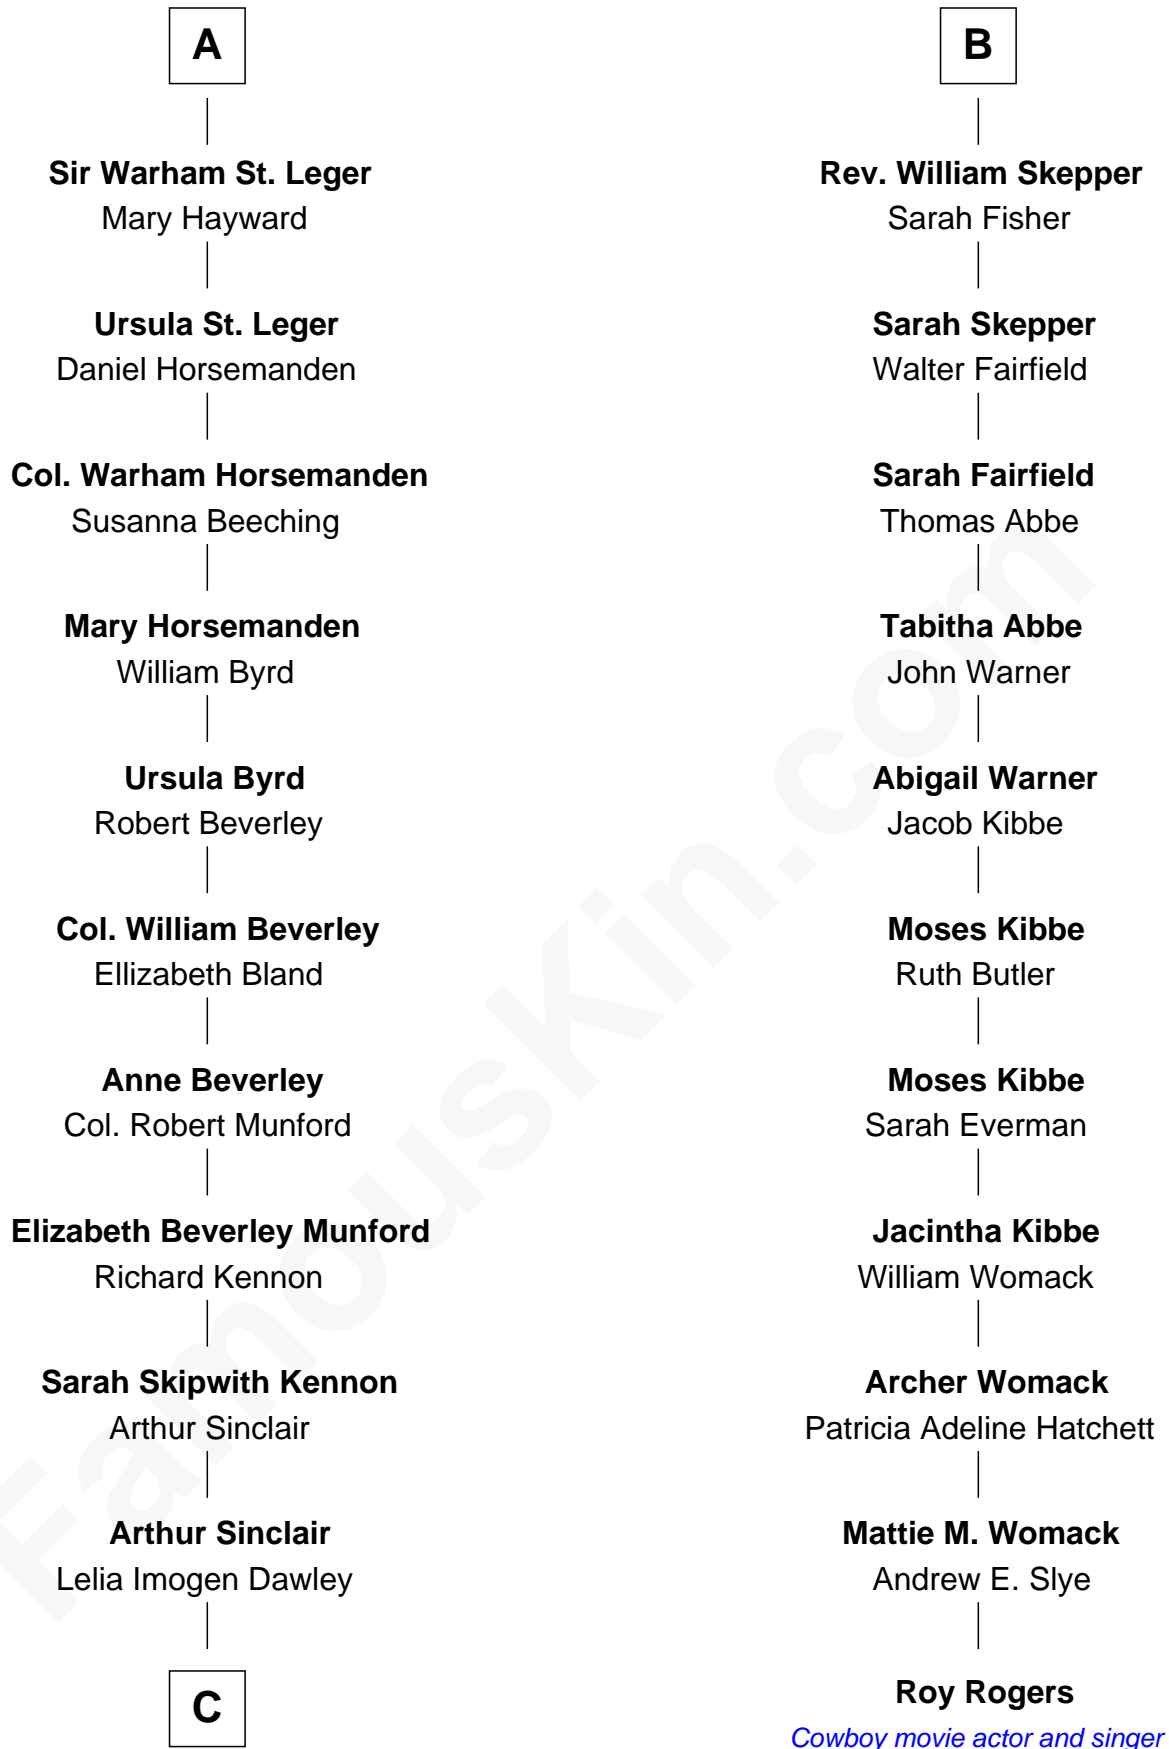 A
Sir Warham St. Leger
Mary Hayward
Ursula St. Leger
Daniel Horsemanden
Col. Warham Horsemanden
Susanna Beeching
Mary Horsemanden
William Byrd
Ursula Byrd
Robert Beverley
Col. William Beverley
Ellizabeth Bland
Anne Beverley
Col. Robert Munford
Elizabeth Beverley Munford
Richard Kennon
Sarah Skipwith Kennon
Arthur Sinclair
Arthur Sinclair
Lelia Imogen Dawley
C
B
Rev. William Skepper
Sarah Fisher
Sarah Skepper
Walter Fairfield
Sarah Fairfield
Thomas Abbe
Tabitha Abbe
John Warner
Abigail Warner
Jacob Kibbe
Moses Kibbe
Ruth Butler
Moses Kibbe
Sarah Everman
Jacintha Kibbe
William Womack
Archer Womack
Patricia Adeline Hatchett
Mattie M. Womack
Andrew E. Slye
Roy Rogers
Cowboy movie actor and singer
FamousKin.com